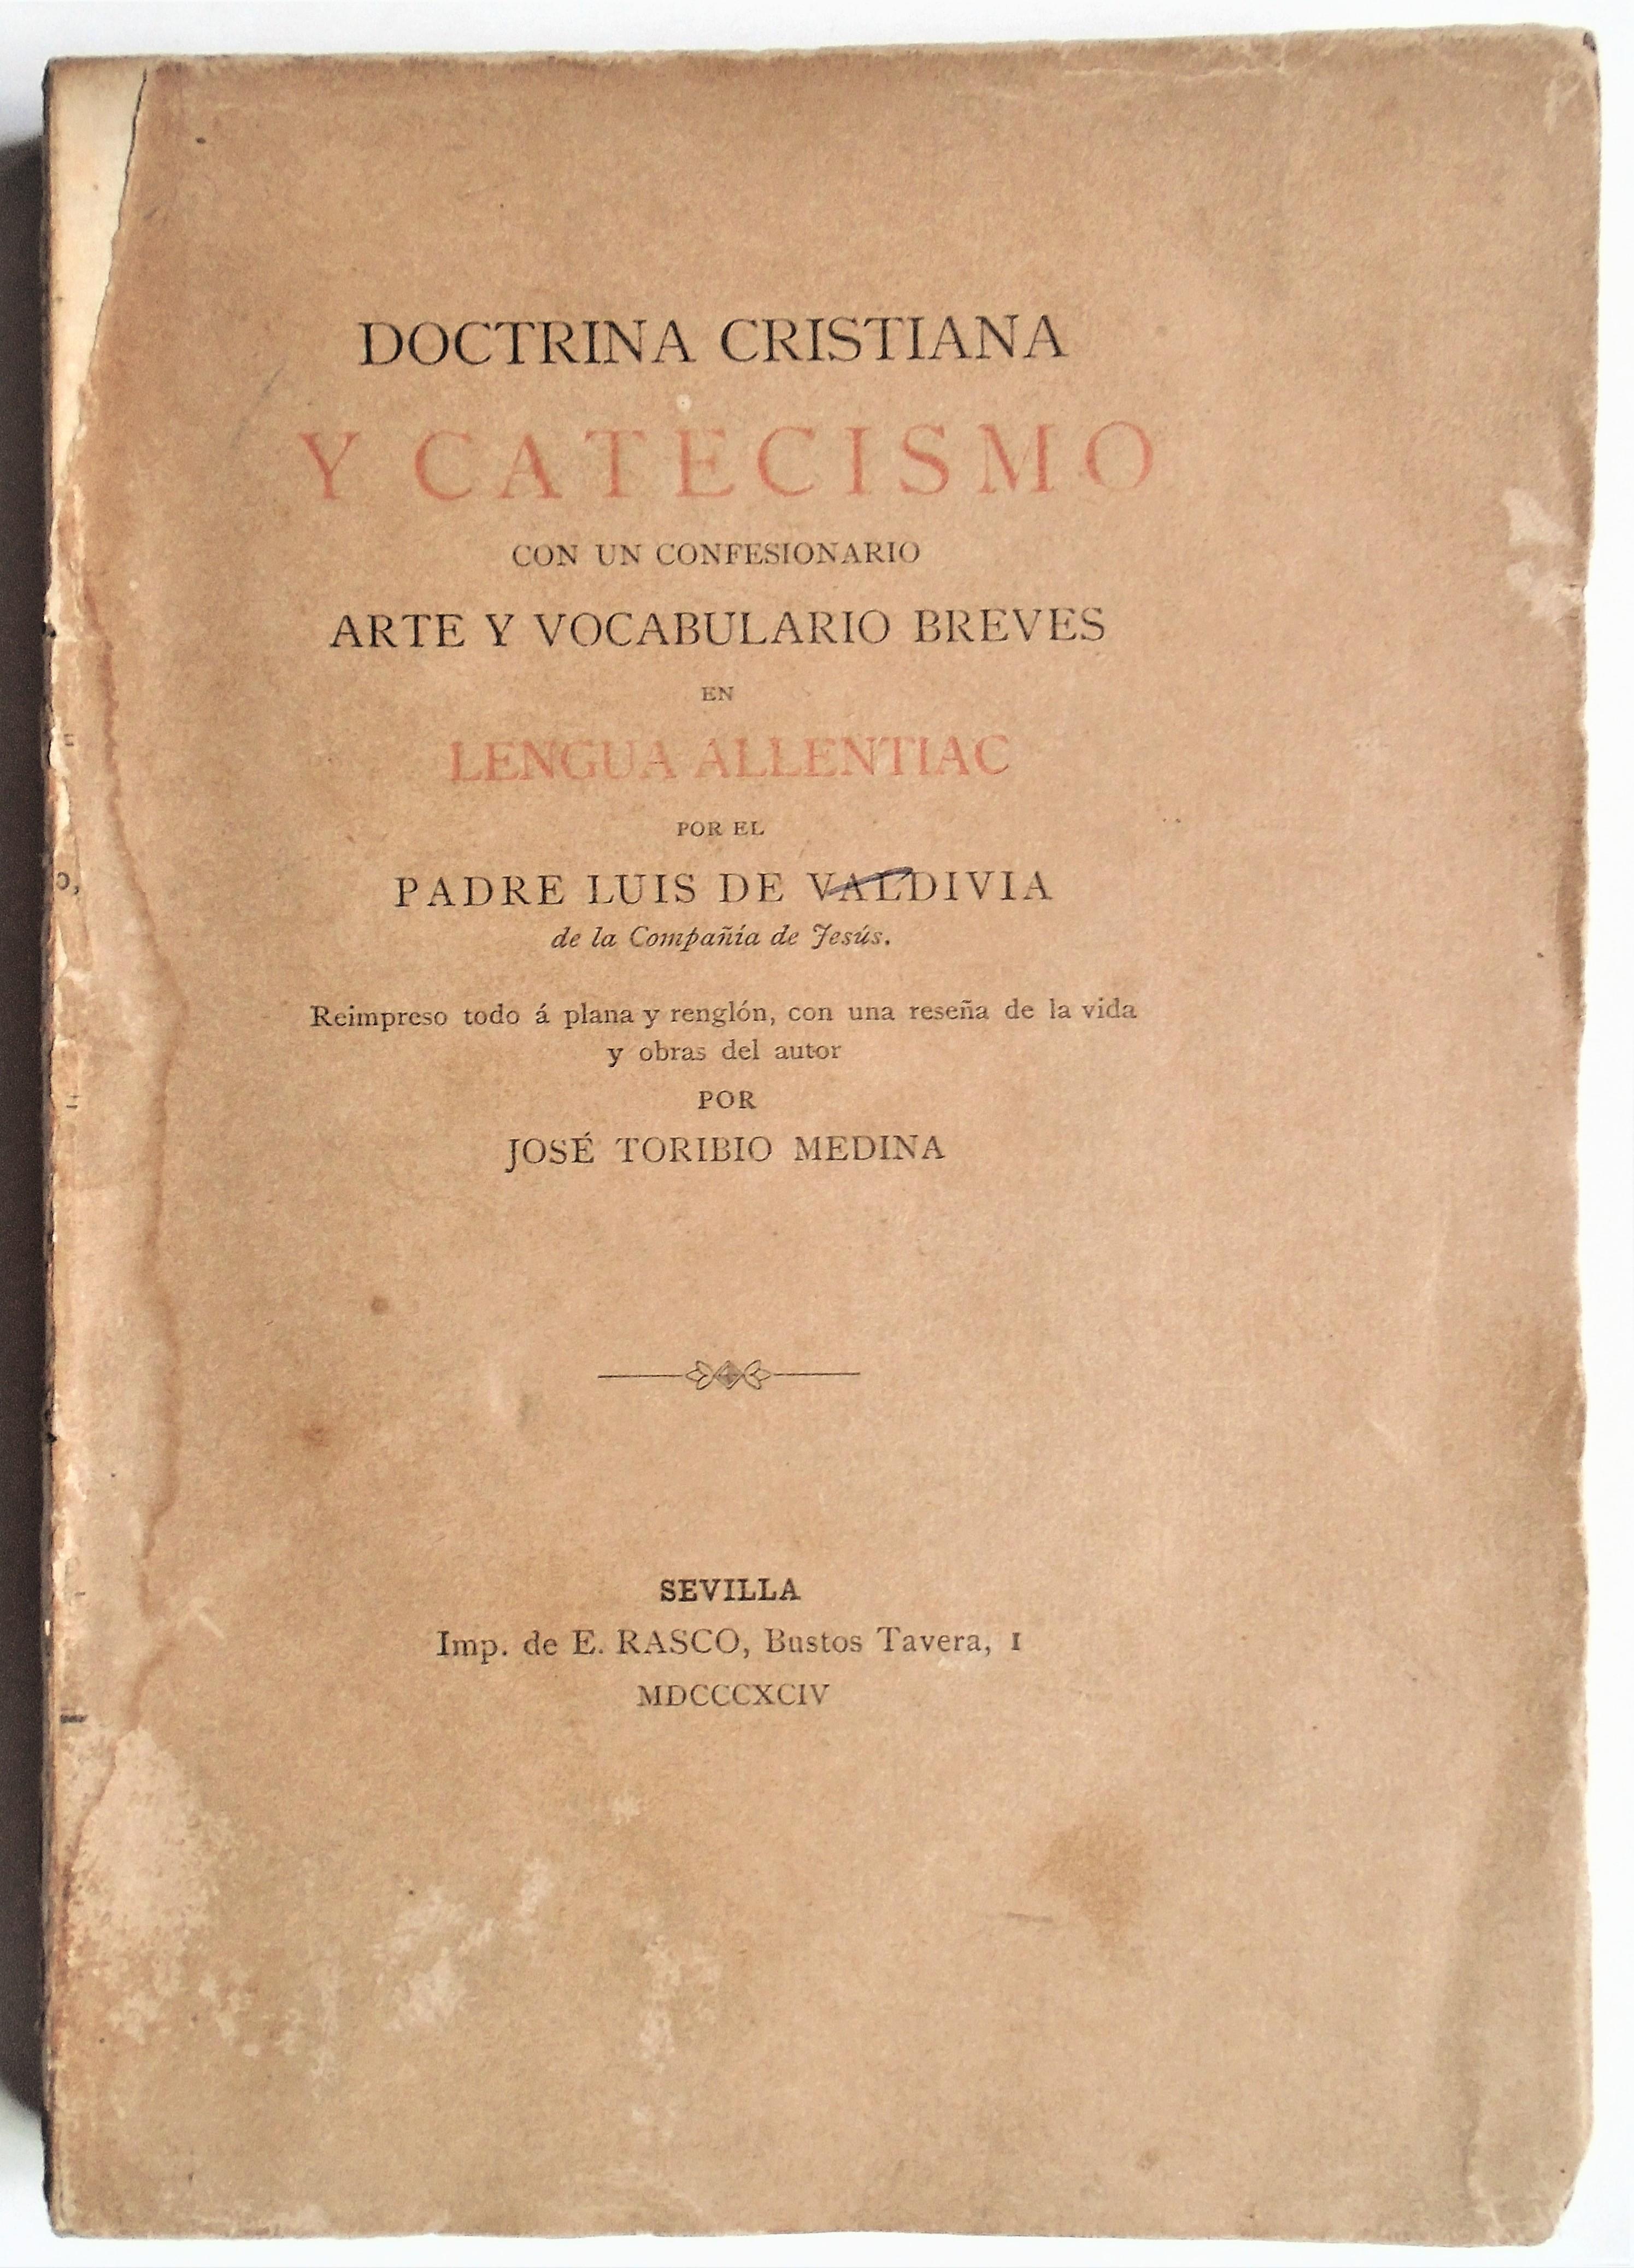 DOCTRINA CRISTIANA
Y CATECISMO
CON UN CONFESIONARIO
ARTE Y VOCABULARIO BREVES
EN
LENGUA ALLENTIAC
POR EL
PADRE LUIS DE VALDIVIA
de la Compañía de Jesús.
Reimpreso todo á plana y renglón, con una reseña de la vida
y obras del autor
POR
JOSÉ TORIBIO MEDINA
SEVILLA
Imp. de E. RASCO, Bustos Tavera, 1
MDCCCXCIV